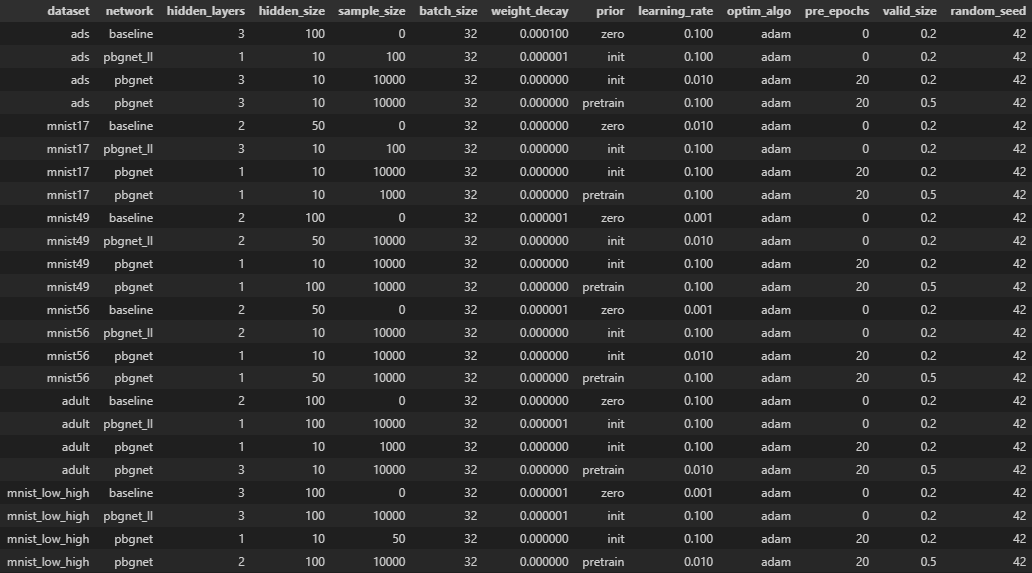 dataset network hidden_layers hidden_size sample_size batch_size weight_decay prior learning_rate optim_algo pre_epochs valid_size random_seed
ads baseline 3 100 0 32 0.000100 zero 0.100 adam 0 0.2 42
ads pbgnet_ll 1 10 100 32 0.000001 init 0.100 adam 0 0.2 42
ads pbgnet 3 10 10000 32 0.000000 init 0.010 adam 20 0.2 42
ads pbgnet 3 10 10000 32 0.000000 pretrain 0.100 adam 20 0.5 42
mnist17 baseline 2 50 0 32 0.000000 zero 0.010 adam 0 0.2 42
mnist17 pbgnet_ll 3 10 100 32 0.000000 init 0.100 adam 0 0.2 42
mnist17 pbgnet 1 10 10000 32 0.000000 init 0.100 adam 20 0.2 42
mnist17 pbgnet 1 10 1000 32 0.000000 pretrain 0.100 adam 20 0.5 42
mnist49 baseline 2 100 0 32 0.000001 zero 0.001 adam 0 0.2 42
mnist49 pbgnet_ll 2 50 10000 32 0.000000 init 0.010 adam 0 0.2 42
mnist49 pbgnet 1 10 10000 32 0.000000 init 0.100 adam 20 0.2 42
mnist49 pbgnet 1 100 10000 32 0.000000 pretrain 0.100 adam 20 0.5 42
mnist56 baseline 2 50 0 32 0.000001 zero 0.001 adam 0 0.2 42
mnist56 pbgnet_ll 2 10 10000 32 0.000000 init 0.100 adam 0 0.2 42
mnist56 pbgnet 1 10 10000 32 0.000000 init 0.010 adam 20 0.2 42
mnist56 pbgnet 1 50 10000 32 0.000000 pretrain 0.100 adam 20 0.5 42
adult baseline 2 100 0 32 0.000000 zero 0.100 adam 0 0.2 42
adult pbgnet_ll 1 100 10000 32 0.000001 init 0.100 adam 0 0.2 42
adult pbgnet 1 10 1000 32 0.000000 init 0.100 adam 20 0.2 42
adult pbgnet 3 10 10000 32 0.000000 pretrain 0.010 adam 20 0.5 42
mnist_low_high baseline 3 100 0 32 0.000001 zero 0.001 adam 0 0.2 42
mnist_low_high pbgnet_ll 3 100 10000 32 0.000001 init 0.100 adam 0 0.2 42
mnist_low_high pbgnet 1 10 50 32 0.000000 init 0.100 adam 20 0.2 42
mnist_low_high pbgnet 2 100 10000 32 0.000000 pretrain 0.010 adam 20 0.5 42